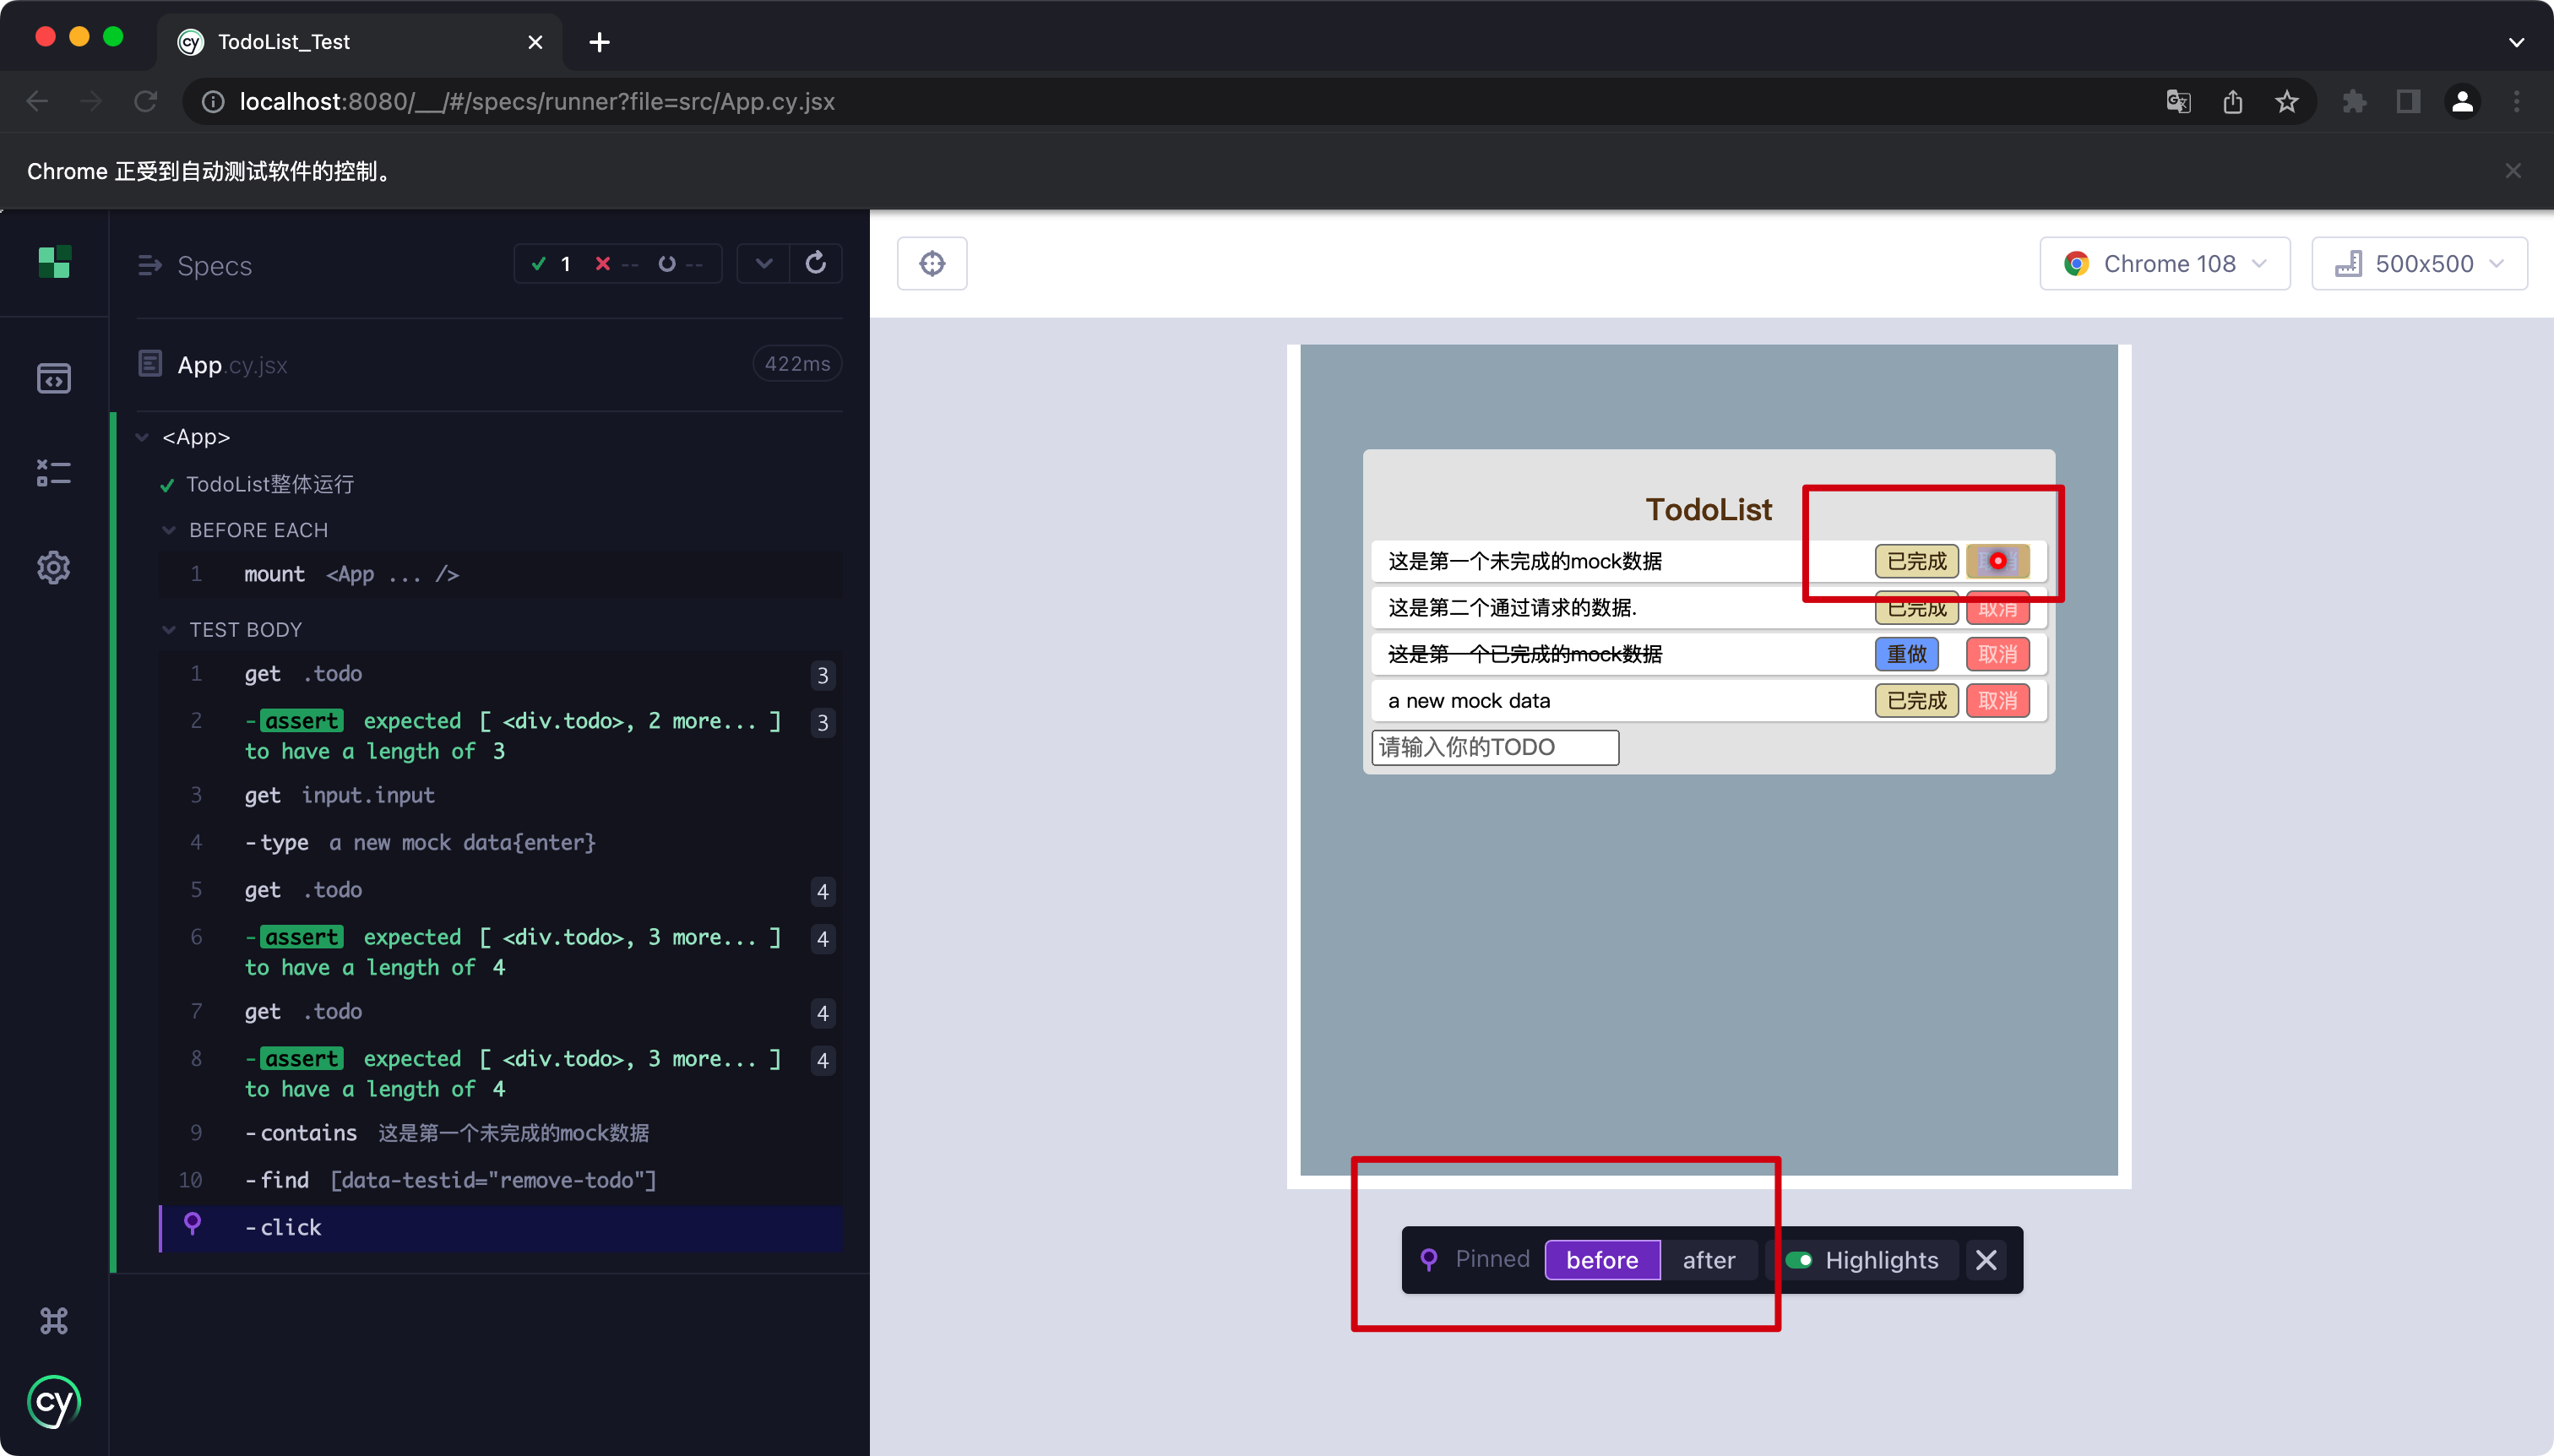 TodoList_Test
localhost:8080/__/#/specs/runner?file=src/App.cy.jsx
Chrome 正受到自动测试软件的控制。
Specs
1 -- --
Chrome 108
500x500
App.cy.jsx
422ms
<App>
TodoList整体运行
BEFORE EACH
1 mount <App ... />
TEST BODY
1 get .todo 3
2 -assert expected [ <div.todo>, 2 more... ] 3
to have a length of 3
3 get input.input
4 -type a new mock data{enter}
5 get .todo 4
6 -assert expected [ <div.todo>, 3 more... ] 4
to have a length of 4
7 get .todo 4
8 -assert expected [ <div.todo>, 3 more... ] 4
to have a length of 4
9 -contains 这是第一个未完成的mock数据
10 -find [data-testid="remove-todo"]
-click
cy
TodoList
这是第一个未完成的mock数据 已完成
这是第二个通过请求的数据. 已完成 取消
这是第一个已完成的mock数据 重做 取消
a new mock data 已完成 取消
请输入你的TODO
Pinned before after Highlights